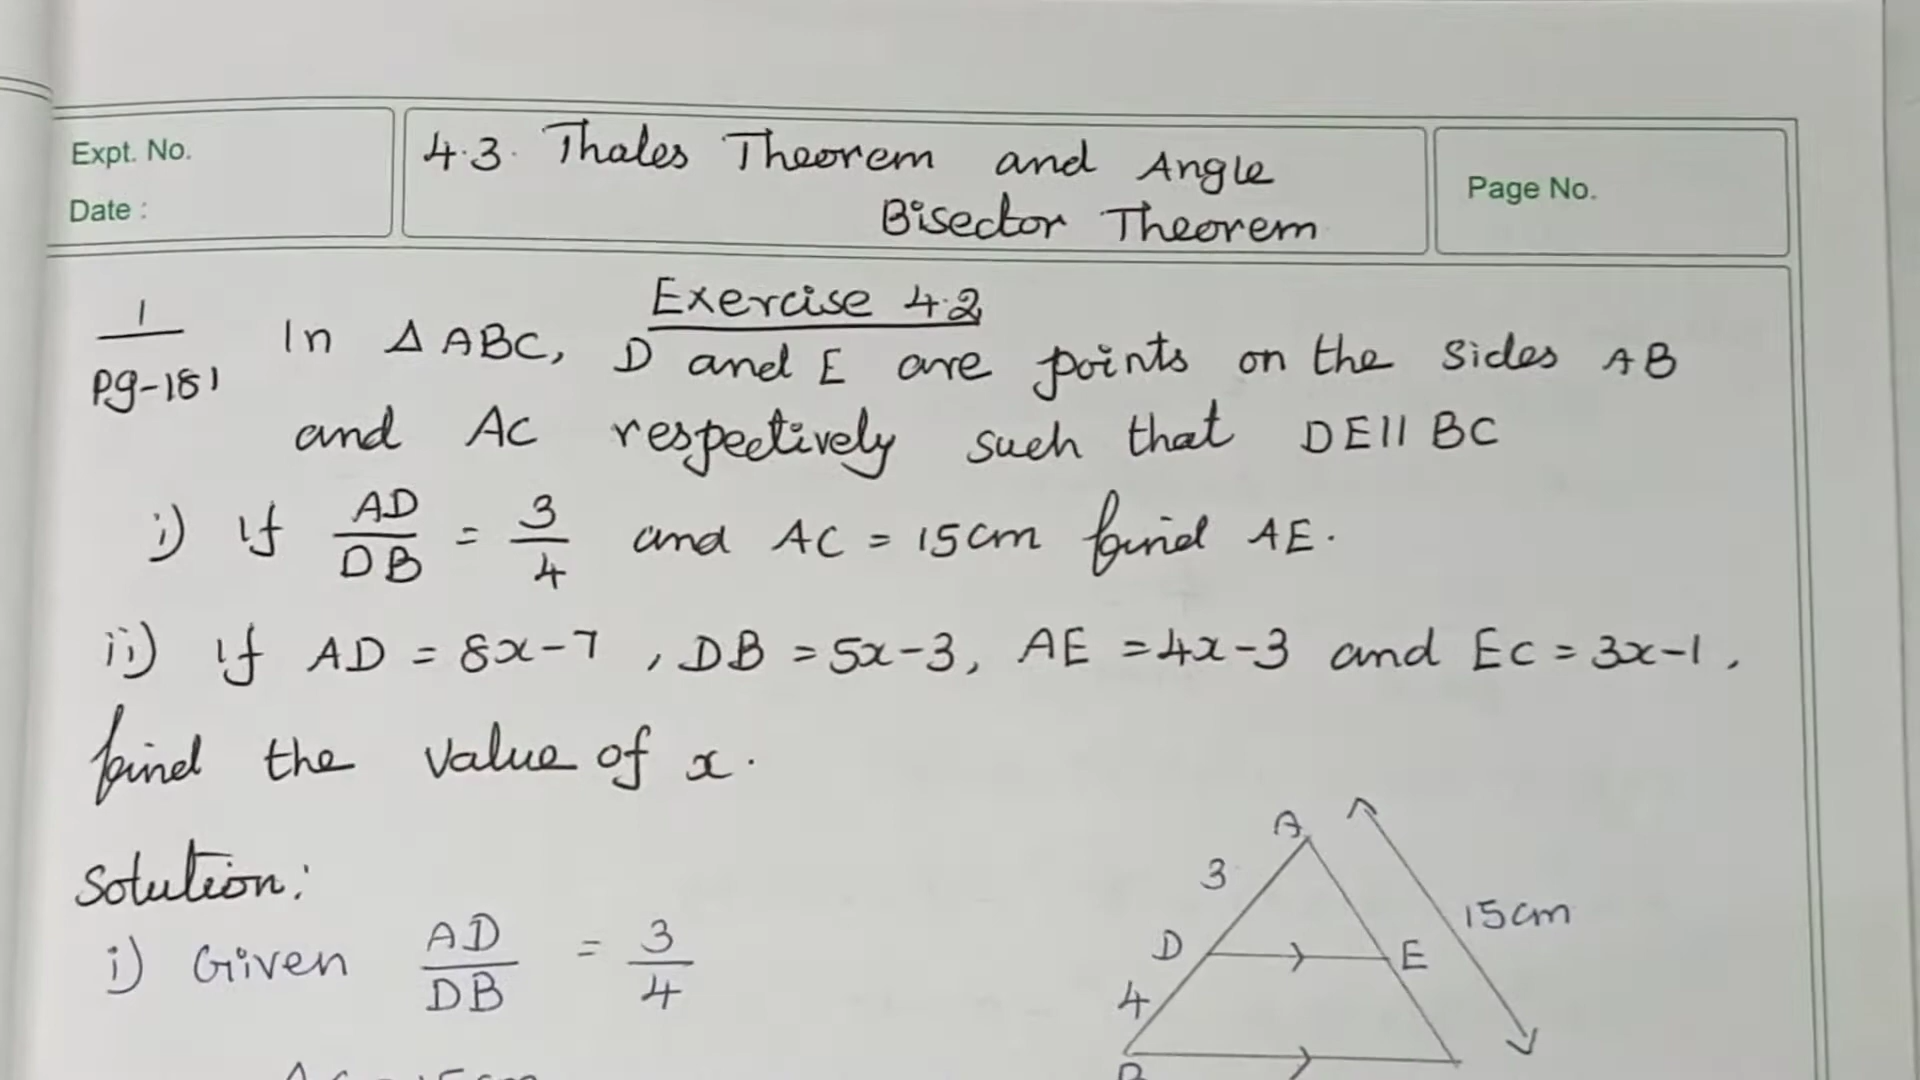 Expt. No.
Date :
4.3. Thales Theorem and Angle
Bisector Theorem
Page No.
Exercise 4.2
1
Pg-181
In Δ ABC, D and E are points on the sides AB
and AC respectively such that DE || BC
i) If AD/DB = 3/4 and AC = 15cm find AE.
ii) If AD = 8x-7, DB = 5x-3, AE = 4x-3 and EC = 3x-1,
find the value of x.
Solution:
i) Given AD/DB = 3/4
A
3
15cm
D
E
4